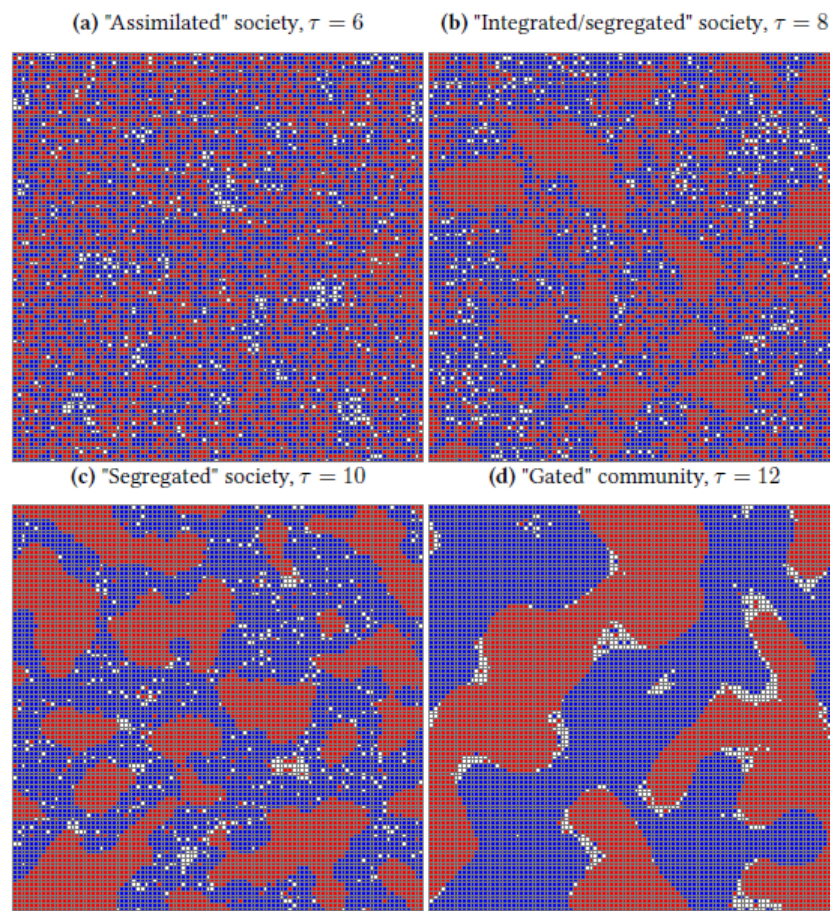 (a) "Assimilated" society, τ = 6
(b) "Integrated/segregated" society, τ = 8
(c) "Segregated" society, τ = 10
(d) "Gated" community, τ = 12